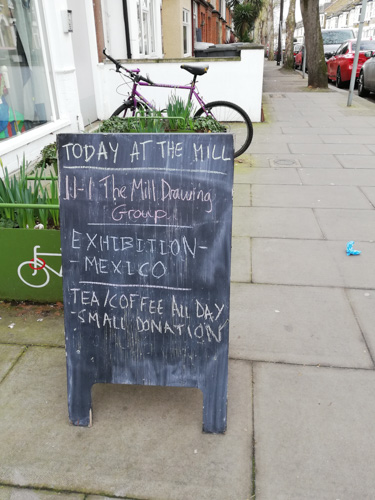 TODAY AT THE MILL
11-1 The Mill Drawing
Group
EXHIBITION-
- MEXICO
TEA/COFFEE All DAY
-SMALL DONATION